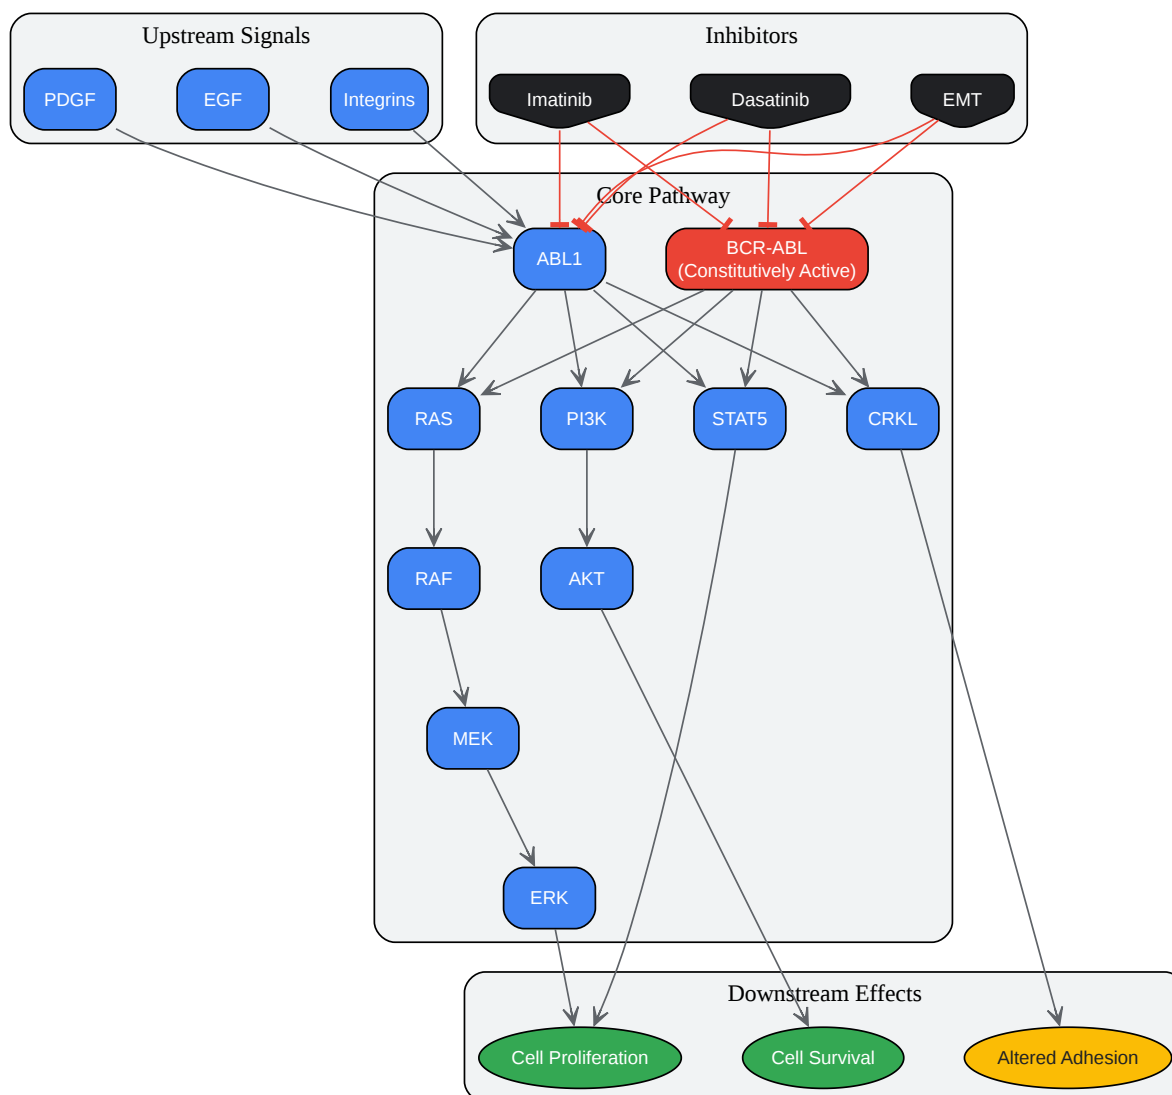 Upstream Signals
Inhibitors
PDGF
EGF
Integrins
Imatinib
Dasatinib
EMT
Core Pathway
ABL1
BCR-ABL
(Constitutively Active)
RAS
PI3K
STAT5
CRKL
RAF
AKT
MEK
ERK
Downstream Effects
Cell Proliferation
Cell Survival
Altered Adhesion